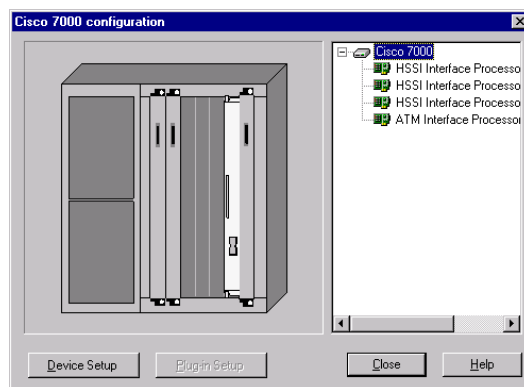 Cisco 7000 configuration
Cisco 7000
HSSI Interface Processo
HSSI Interface Processo
HSSI Interface Processo
ATM Interface Processor
Device Setup
Plug-in Setup
Close
Help